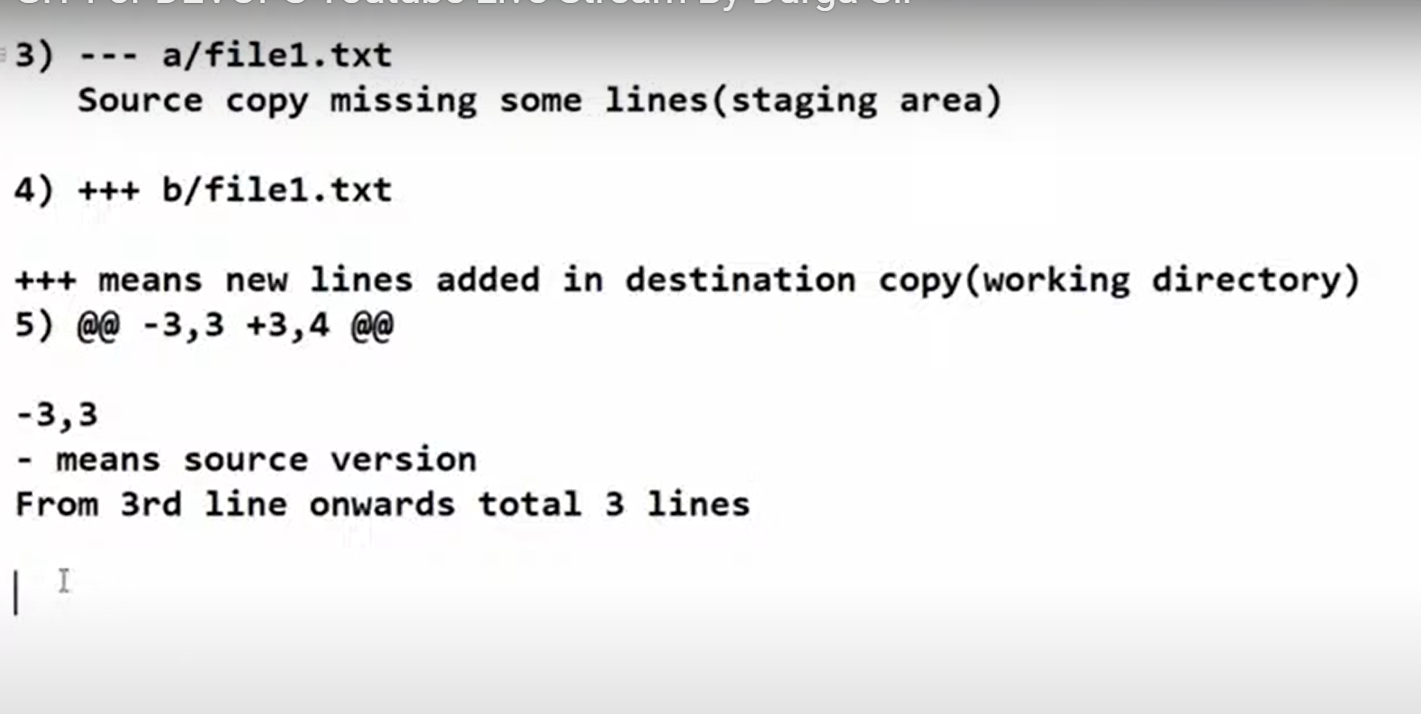 3) --- a/file1.txt
Source copy missing some lines(staging area)
4) +++ b/file1.txt
+++ means new lines added in destination copy(working directory)
5) @@ -3,3 +3,4 @@
-3,3
- means source version
From 3rd line onwards total 3 lines